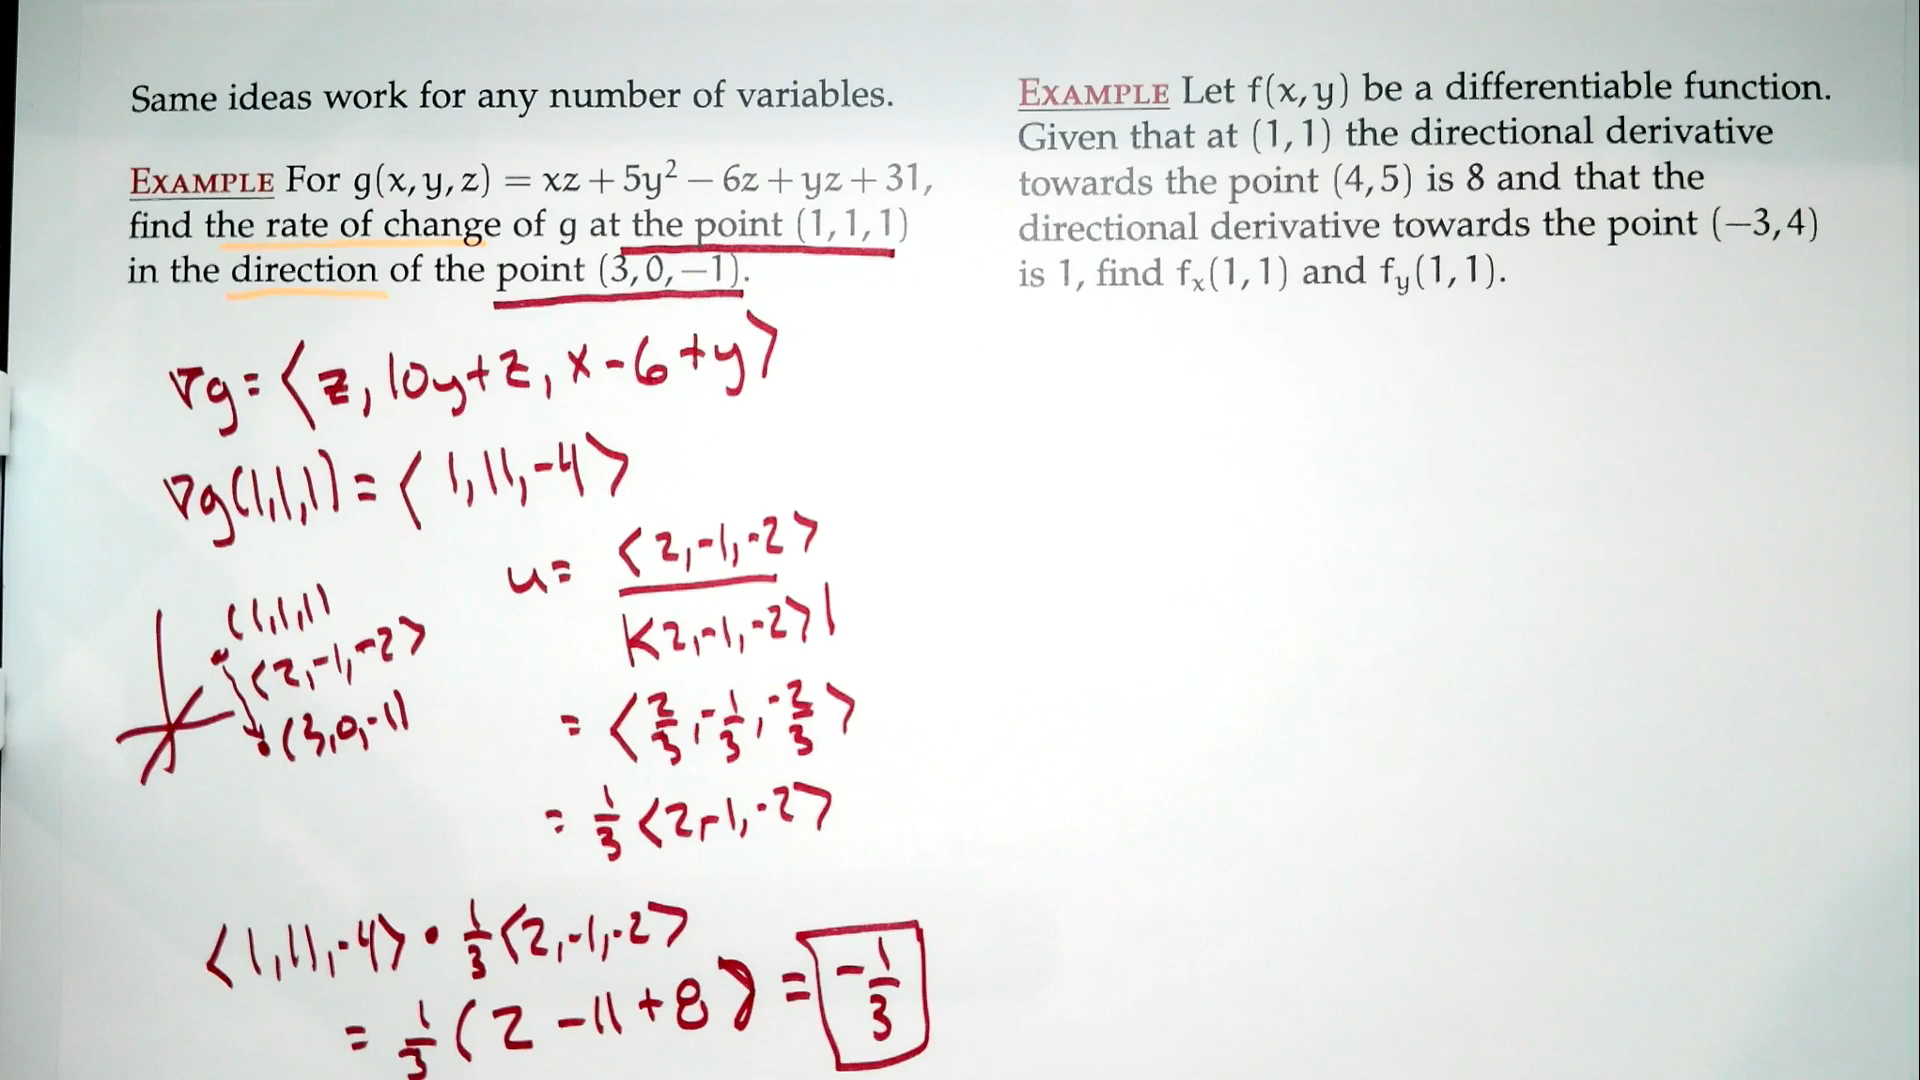 Same ideas work for any number of variables.
EXAMPLE For g(x, y, z) = xz + 5y² − 6z + yz + 31,
find the rate of change of g at the point (1, 1, 1)
in the direction of the point (3, 0, −1).
∇g = ⟨z, 10y+z, x-6+y⟩
∇g(1,1,1) = ⟨1, 11, -4⟩
u = ⟨2,-1,-2⟩
|⟨2,-1,-2⟩|
(1,1,1)
⟨2,-1,-2⟩
(3,0,-1)
= ⟨2/3, -1/3, -2/3⟩
= 1/3 ⟨2,-1,-2⟩
⟨1,11,-4⟩ • 1/3 ⟨2,-1,-2⟩
= 1/3 (2 - 11 + 8) = -1/3
EXAMPLE Let f(x, y) be a differentiable function.
Given that at (1, 1) the directional derivative
towards the point (4, 5) is 8 and that the
directional derivative towards the point (−3, 4)
is 1, find fₓ(1, 1) and f_y(1, 1).